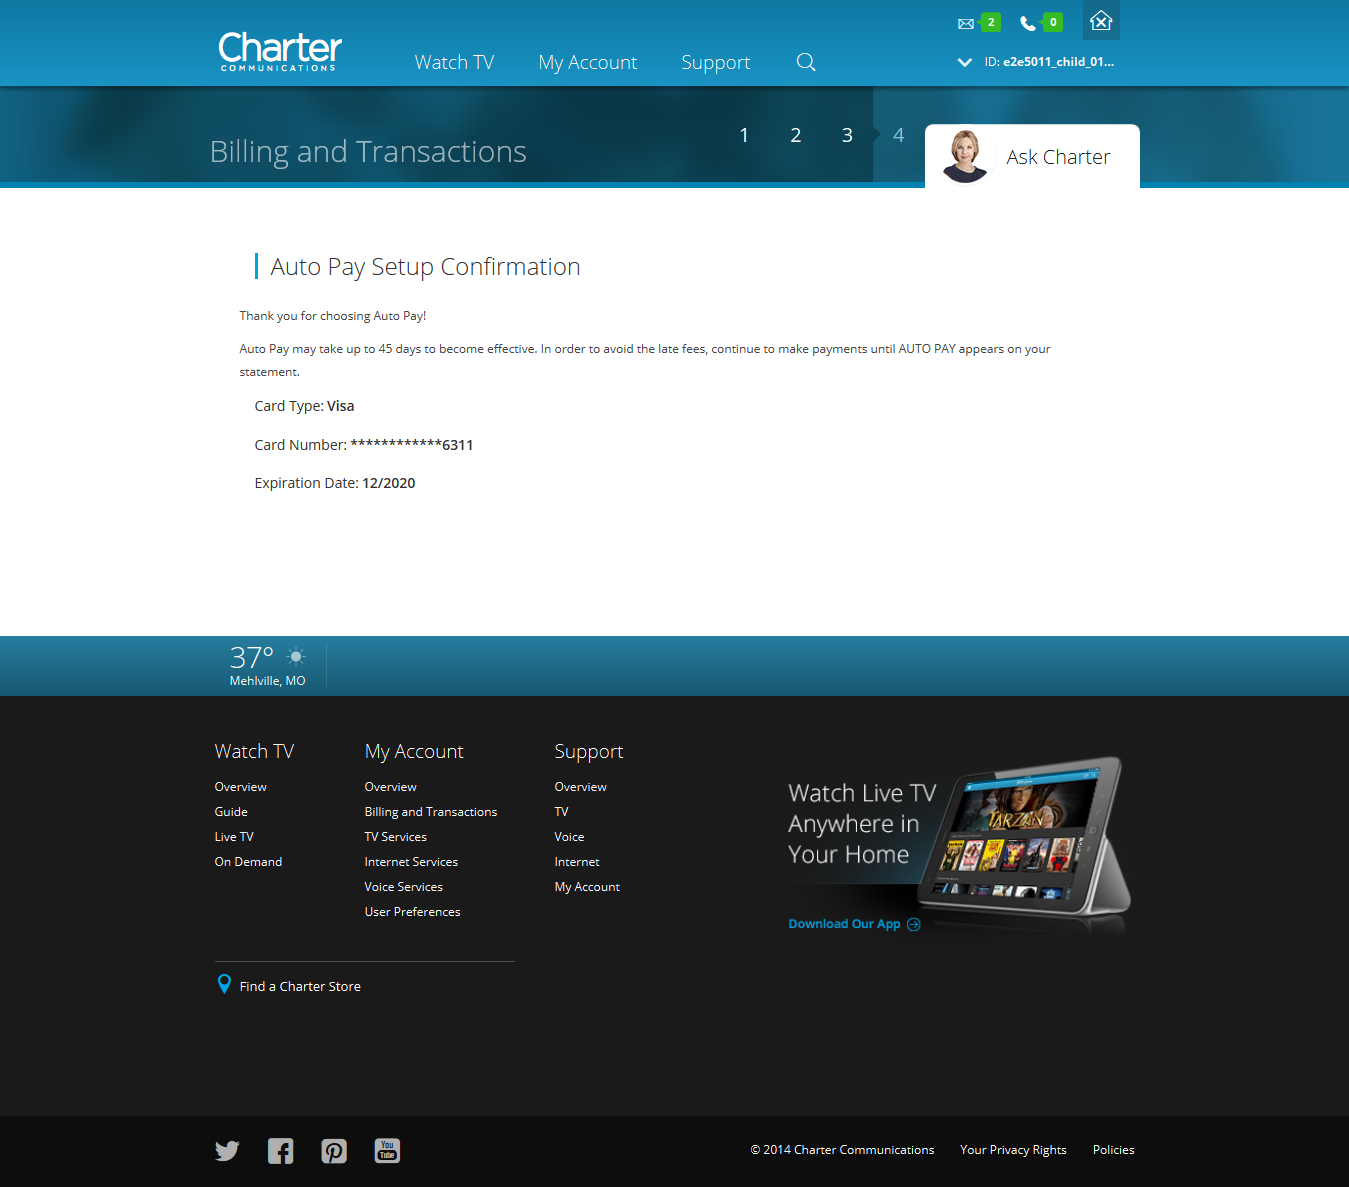 2
0
Charter
COMMUNICATIONS
Watch TV
My Account
Support
ID: e2e5011_child_01...
Billing and Transactions
1
2
3
4
Ask Charter
Auto Pay Setup Confirmation
Thank you for choosing Auto Pay!
Auto Pay may take up to 45 days to become effective. In order to avoid the late fees, continue to make payments until AUTO PAY appears on your
statement.
Card Type: Visa
Card Number: ************6311
Expiration Date: 12/2020
37°
Mehlville, MO
Watch TV
Overview
Guide
Live TV
On Demand
My Account
Overview
Billing and Transactions
TV Services
Internet Services
Voice Services
User Preferences
Support
Overview
TV
Voice
Internet
My Account
Watch Live TV
Anywhere in
Your Home
TARZAN
Download Our App
Find a Charter Store
You
Tube
© 2014 Charter Communications
Your Privacy Rights
Policies